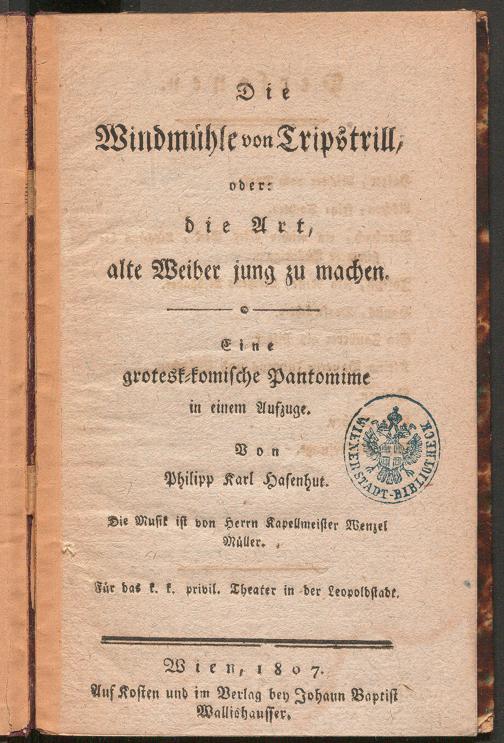 Die
Windmühle von Tripstrill,
oder:
die Art,
alte Weiber jung zu machen.
Eine
grotesk-komische Pantomime
in einem Aufzuge.
Von
Philipp Karl Hasenhut.
WIENER STADT-BIBLIOTHECK
Die Musik ist von Herrn Kapellmeister Wenzel
Müller.
Für das k. k. privil. Theater in der Leopoldstadt.
Wien, 1807.
Auf Kosten und im Verlag bey Johann Baptist
Wallishausser.